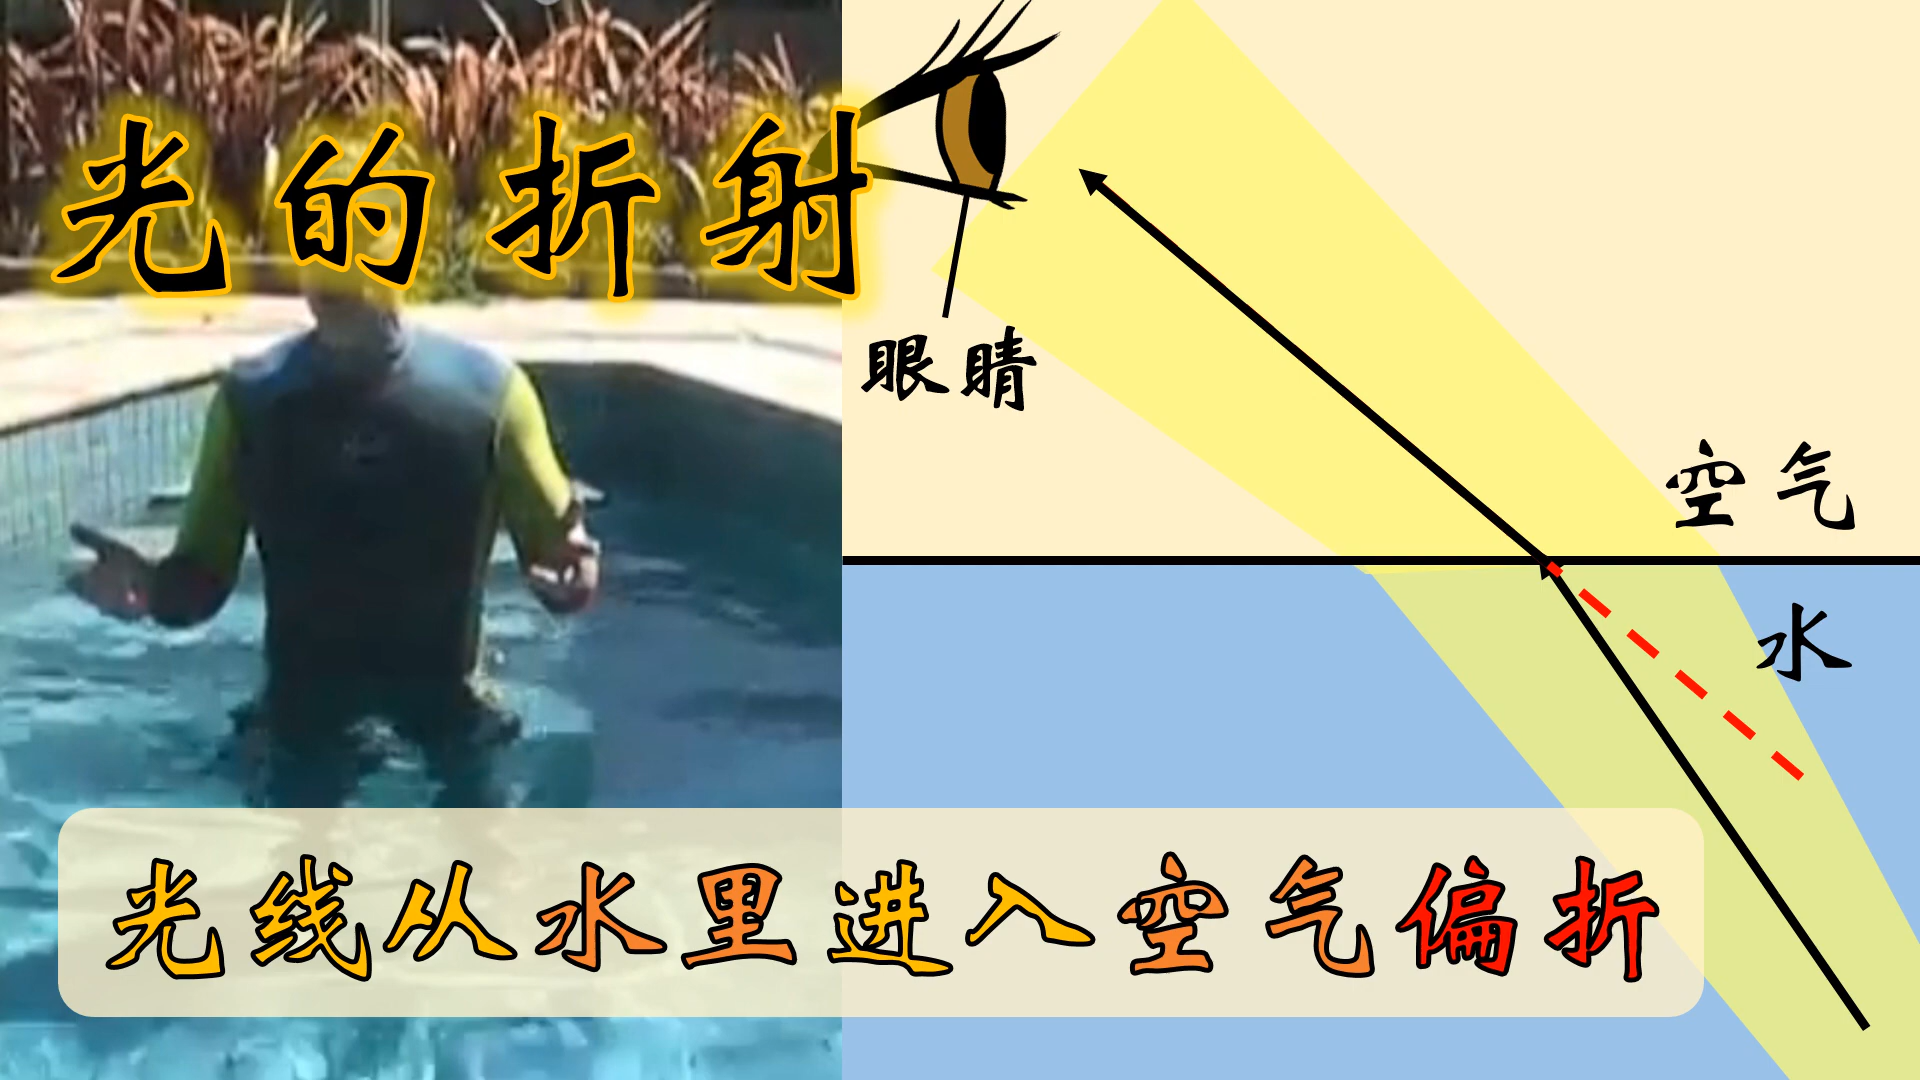 光的折射
眼睛
空气
水
光线从水里进入空气偏折